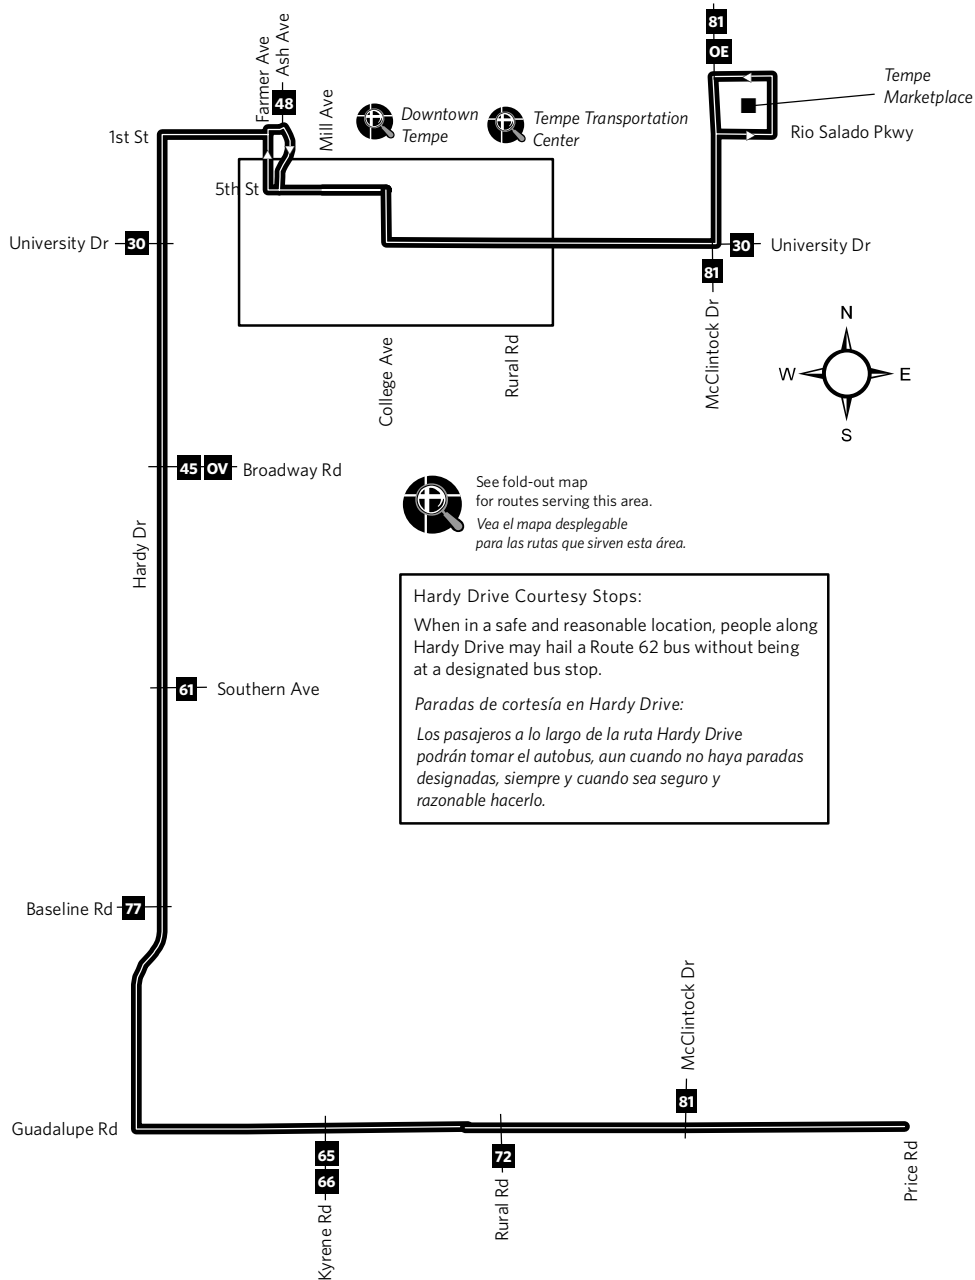 81
OE
Farmer Ave
Ash Ave
48
Mill Ave
Downtown
Tempe
Tempe Transportation
Center
Tempe
Marketplace
1st St
Rio Salado Pkwy
5th St
University Dr
30
30
University Dr
81
College Ave
Rural Rd
McClintock Dr
N
W
E
S
45
OV
Broadway Rd
See fold-out map
for routes serving this area.
Vea el mapa desplegable
para las rutas que sirven esta área.
Hardy Dr
Hardy Drive Courtesy Stops:
When in a safe and reasonable location, people along
Hardy Drive may hail a Route 62 bus without being
at a designated bus stop.
Paradas de cortesía en Hardy Drive:
Los pasajeros a lo largo de la ruta Hardy Drive
podrán tomar el autobus, aun cuando no haya paradas
designadas, siempre y cuando sea seguro y
razonable hacerlo.
61
Southern Ave
Baseline Rd
77
McClintock Dr
81
Guadalupe Rd
65
66
Kyrene Rd
72
Rural Rd
Price Rd